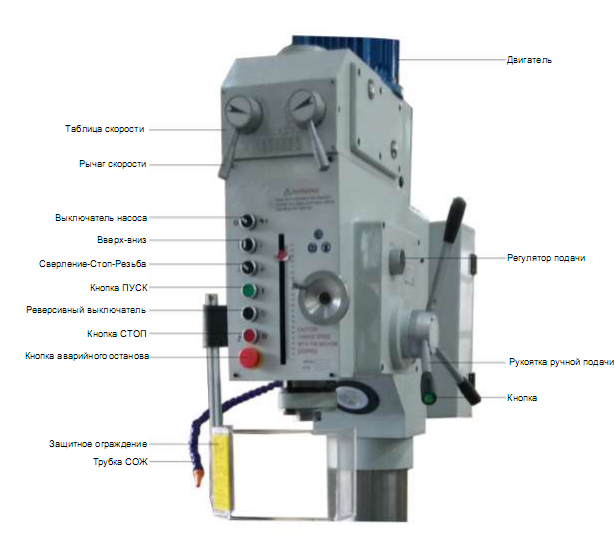 Двигатель
Таблица скорости
Рычаг скорости
Выключатель насоса
Вверх-вниз
Сверление-Стоп-Резьба
Регулятор подачи
Кнопка ПУСК
Реверсивный выключатель
Кнопка СТОП
Кнопка аварийного останова
Рукоятка ручной подачи
Кнопка
Защитное ограждение
Трубка СОЖ